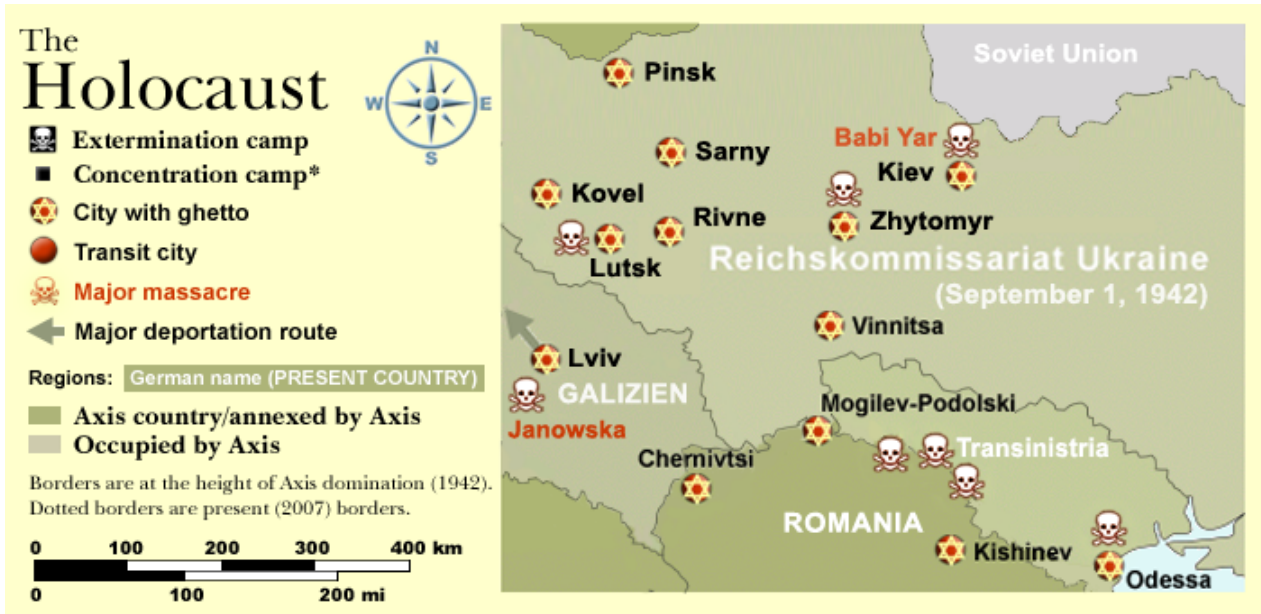 The
Holocaust
Extermination camp
Concentration camp*
City with ghetto
Transit city
Major massacre
Major deportation route
Regions: German name (PRESENT COUNTRY)
Axis country/annexed by Axis
Occupied by Axis
Borders are at the height of Axis domination (1942).
Dotted borders are present (2007) borders.
0 100 200 300 400 km
0 100 200 mi
N
W E
S
Soviet Union
Pinsk
Babi Yar
Sarny
Kiev
Kovel
Rivne
Zhytomyr
Lutsk
Reichskommissariat Ukraine
(September 1, 1942)
Vinnitsa
Lviv
GALIZIEN
Mogilev-Podolski
Janowska
Chernivtsi
Transinistria
ROMANIA
Kishinev
Odessa